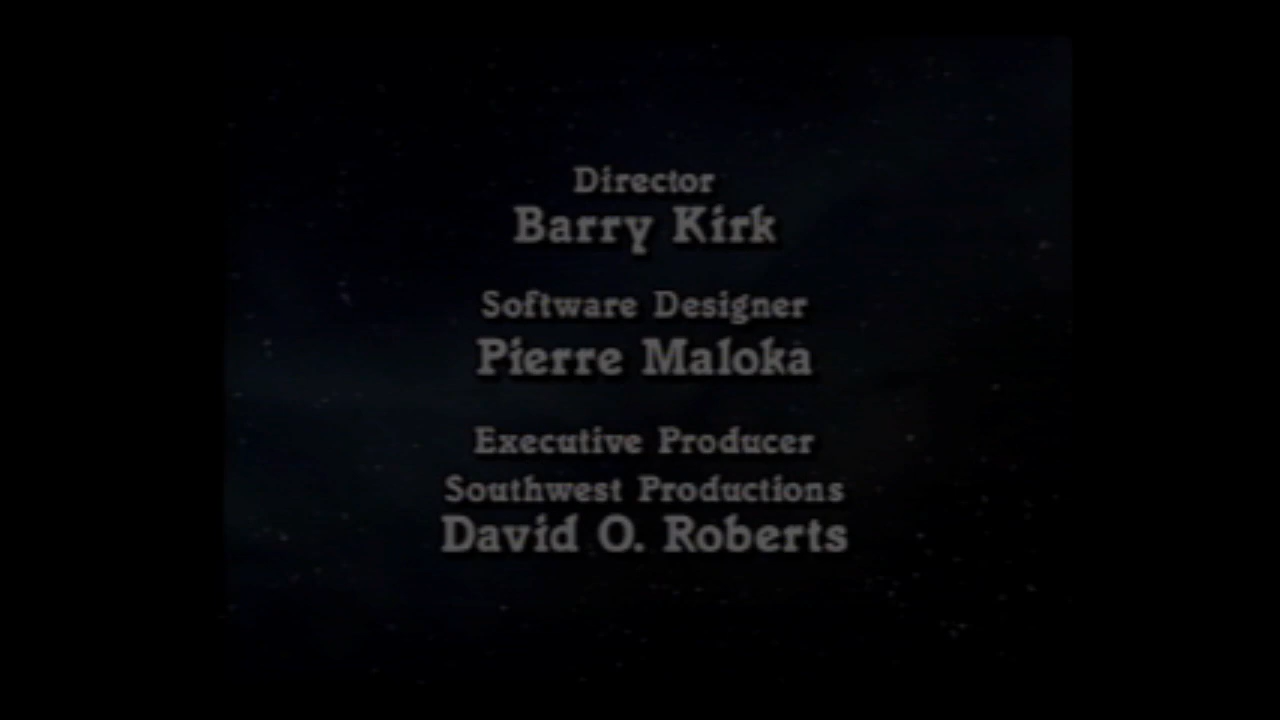 Director
Barry Kirk
Software Designer
Pierre Maloka
Executive Producer
Southwest Productions
David O. Roberts